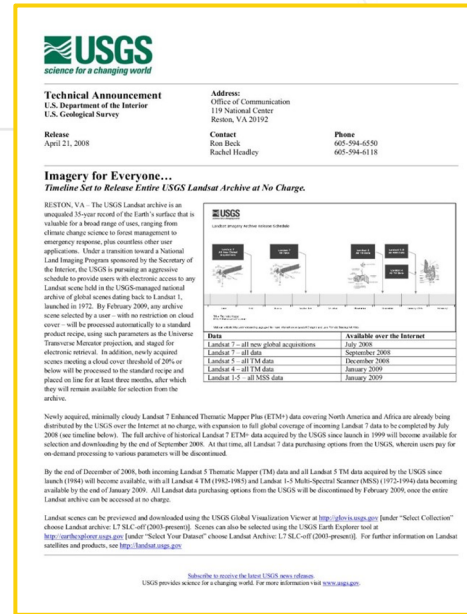 USGS
science for a changing world
Technical Announcement
U.S. Department of the Interior
U.S. Geological Survey
Address:
Office of Communication
119 National Center
Reston, VA 20192
Release
April 21, 2008
Contact
Ron Beck
Rachel Headley
Phone
605-594-6550
605-594-6118
Imagery for Everyone…
Timeline Set to Release Entire USGS Landsat Archive at No Charge.
RESTON, VA – The USGS Landsat archive is an
unequaled 35-year record of the Earth's surface that is
valuable for a broad range of uses, ranging from
climate change science to forest management to
emergency response, plus countless other user
applications. Under a transition toward a National
Land Imaging Program sponsored by the Secretary of
the Interior, the USGS is pursuing an aggressive
schedule to provide users with electronic access to any
Landsat scene held in the USGS-managed national
archive of global scenes dating back to Landsat 1,
launched in 1972. By February 2009, any archive
scene selected by a user – with no restriction on cloud
cover – will be processed automatically to a standard
product recipe, using such parameters as the Universe
Transverse Mercator projection, and staged for
electronic retrieval. In addition, newly acquired
scenes meeting a cloud cover threshold of 20% or
below will be processed to the standard recipe and
placed on line for at least three months, after which
they will remain available for selection from the
archive.
USGS
Landsat Imagery Archive Release Schedule
Data Available over the Internet
Landsat 7 – all new global acquisitions July 2008
Landsat 7 – all data September 2008
Landsat 5 – all TM data December 2008
Landsat 4 – all TM data January 2009
Landsat 1-5 – all MSS data January 2009
Newly acquired, minimally cloudy Landsat 7 Enhanced Thematic Mapper Plus (ETM+) data covering North America and Africa are already being
distributed by the USGS over the Internet at no charge, with expansion to full global coverage of incoming Landsat 7 data to be completed by July
2008 (see timeline below). The full archive of historical Landsat 7 ETM+ data acquired by the USGS since launch in 1999 will become available for
selection and downloading by the end of September 2008. At that time, all Landsat 7 data purchasing options from the USGS, wherein users pay for
on-demand processing to various parameters will be discontinued.
By the end of December of 2008, both incoming Landsat 5 Thematic Mapper (TM) data and all Landsat 5 TM data acquired by the USGS since
launch (1984) will become available, with all Landsat 4 TM (1982-1985) and Landsat 1-5 Multi-Spectral Scanner (MSS) (1972-1994) data becoming
available by the end of January 2009. All Landsat data purchasing options from the USGS will be discontinued by February 2009, once the entire
Landsat archive can be accessed at no charge.
Landsat scenes can be previewed and downloaded using the USGS Global Visualization Viewer at http://glovis.usgs.gov [under "Select Collection"
choose Landsat archive: L7 SLC-off (2003-present)]. Scenes can also be selected using the USGS Earth Explorer tool at
http://earthexplorer.usgs.gov [under "Select Your Dataset" choose Landsat Archive: L7 SLC-off (2003-present)]. For further information on Landsat
satellites and products, see http://landsat.usgs.gov
Subscribe to receive the latest USGS news releases.
USGS provides science for a changing world. For more information visit www.usgs.gov.